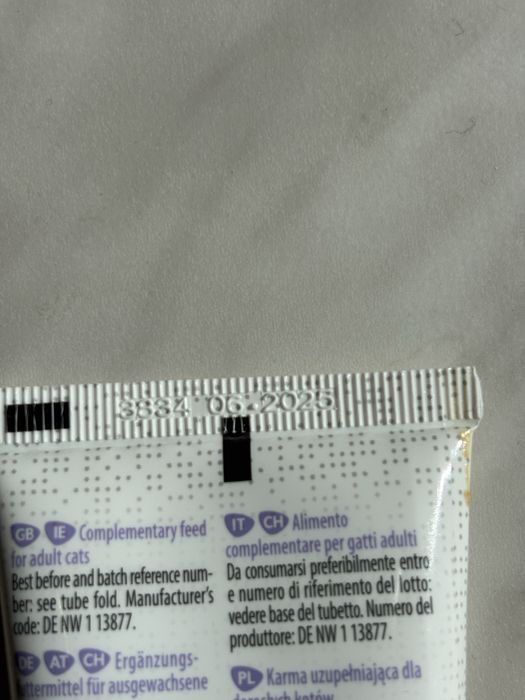 3834 06.2025
GB IE Complementary feed
for adult cats
Best before and batch reference num-
ber: see tube fold. Manufacturer's
code: DE NW 1 13877.
DE AT CH Ergänzungs-
futtermittel für ausgewachsene
IT CH Alimento
complementare per gatti adulti
Da consumarsi preferibilmente entro
e numero di riferimento del lotto:
vedere base del tubetto. Numero del
produttore: DE NW 1 13877.
PL Karma uzupełniająca dla
dorosłych kotów